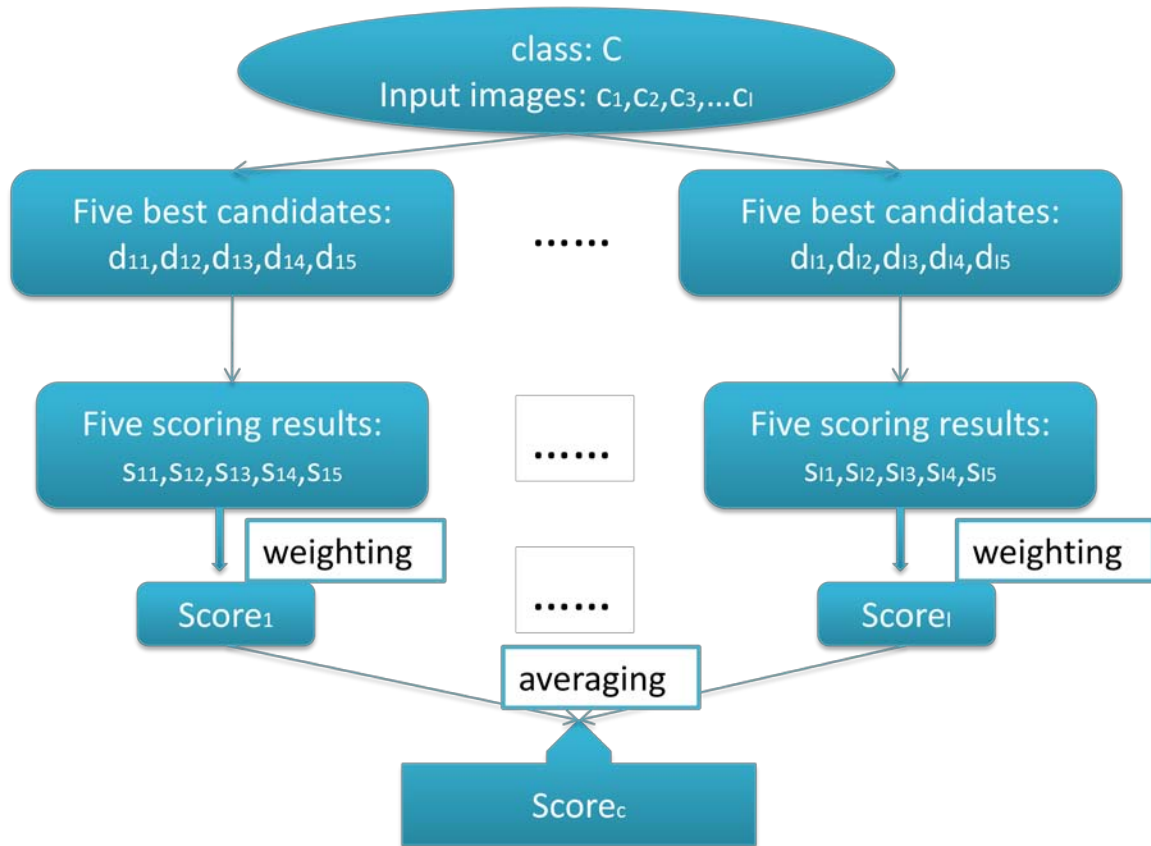 class: C
Input images: c₁,c₂,c₃,...cₗ
Five best candidates:
d₁₁,d₁₂,d₁₃,d₁₄,d₁₅
......
Five best candidates:
dₗ₁,dₗ₂,dₗ₃,dₗ₄,dₗ₅
Five scoring results:
s₁₁,s₁₂,s₁₃,s₁₄,s₁₅
......
Five scoring results:
sₗ₁,sₗ₂,sₗ₃,sₗ₄,sₗ₅
weighting
weighting
Score₁
......
Scoreₗ
averaging
Score꜀